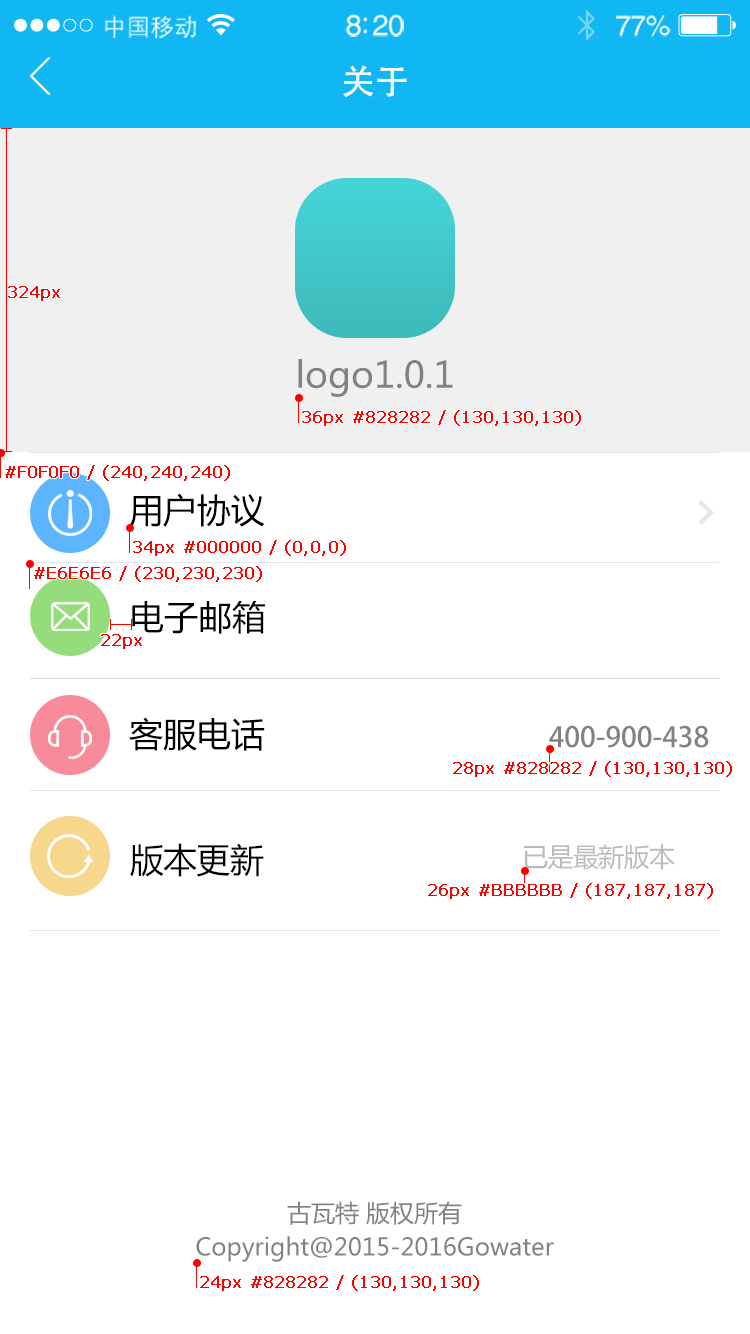 中国移动 8:20 77%
关于
324px
logo1.0.1
36px #828282 / (130,130,130)
#F0F0F0 / (240,240,240)
用户协议
34px #000000 / (0,0,0)
#E6E6E6 / (230,230,230)
电子邮箱
22px
客服电话 400-900-438
28px #828282 / (130,130,130)
版本更新 已是最新版本
26px #BBBBBB / (187,187,187)
古瓦特 版权所有
Copyright@2015-2016Gowater
24px #828282 / (130,130,130)